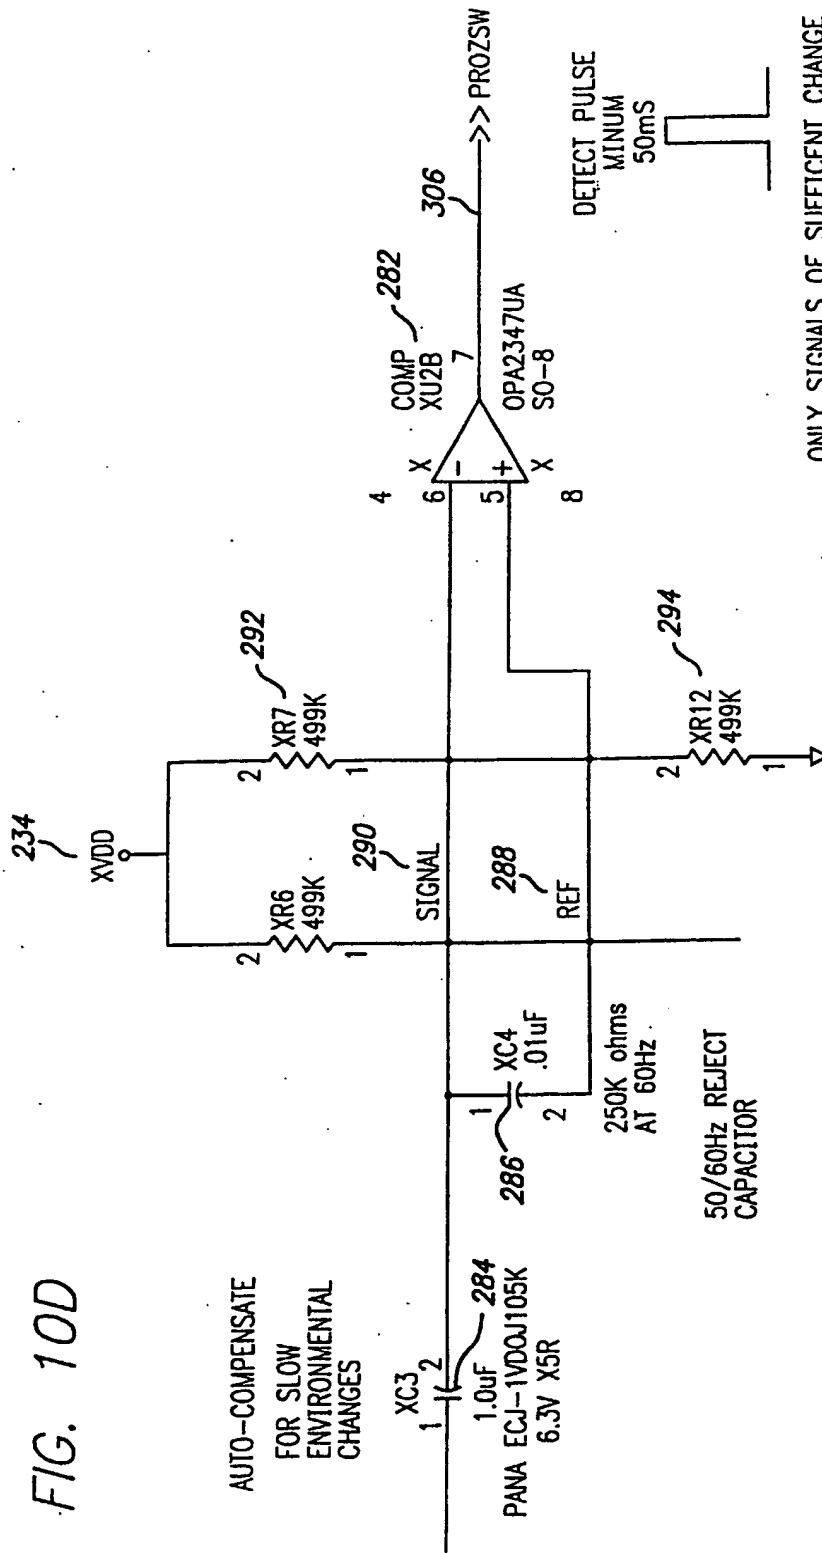 FIG. 10D
AUTO-COMPENSATE
FOR SLOW
ENVIRONMENTAL
CHANGES
XC3
1
2
284
1.0uF
PANA ECJ-1VD0J105K
6.3V X5R
234
XVDD
2
XR6
499K
1
2
XR7
499K
1
292
290
SIGNAL
288
REF
286
1
XC4
.01uF
2
250K ohms
AT 60Hz
50/60Hz REJECT
CAPACITOR
294
2
XR12
499K
1
COMP
XU2B
282
4
X
6
-
7
5
+
X
8
OPA2347UA
SO-8
306
PROZSW
DETECT PULSE
MINUM
50mS
ONLY SIGNALS OF SUFFICENT CHANGE